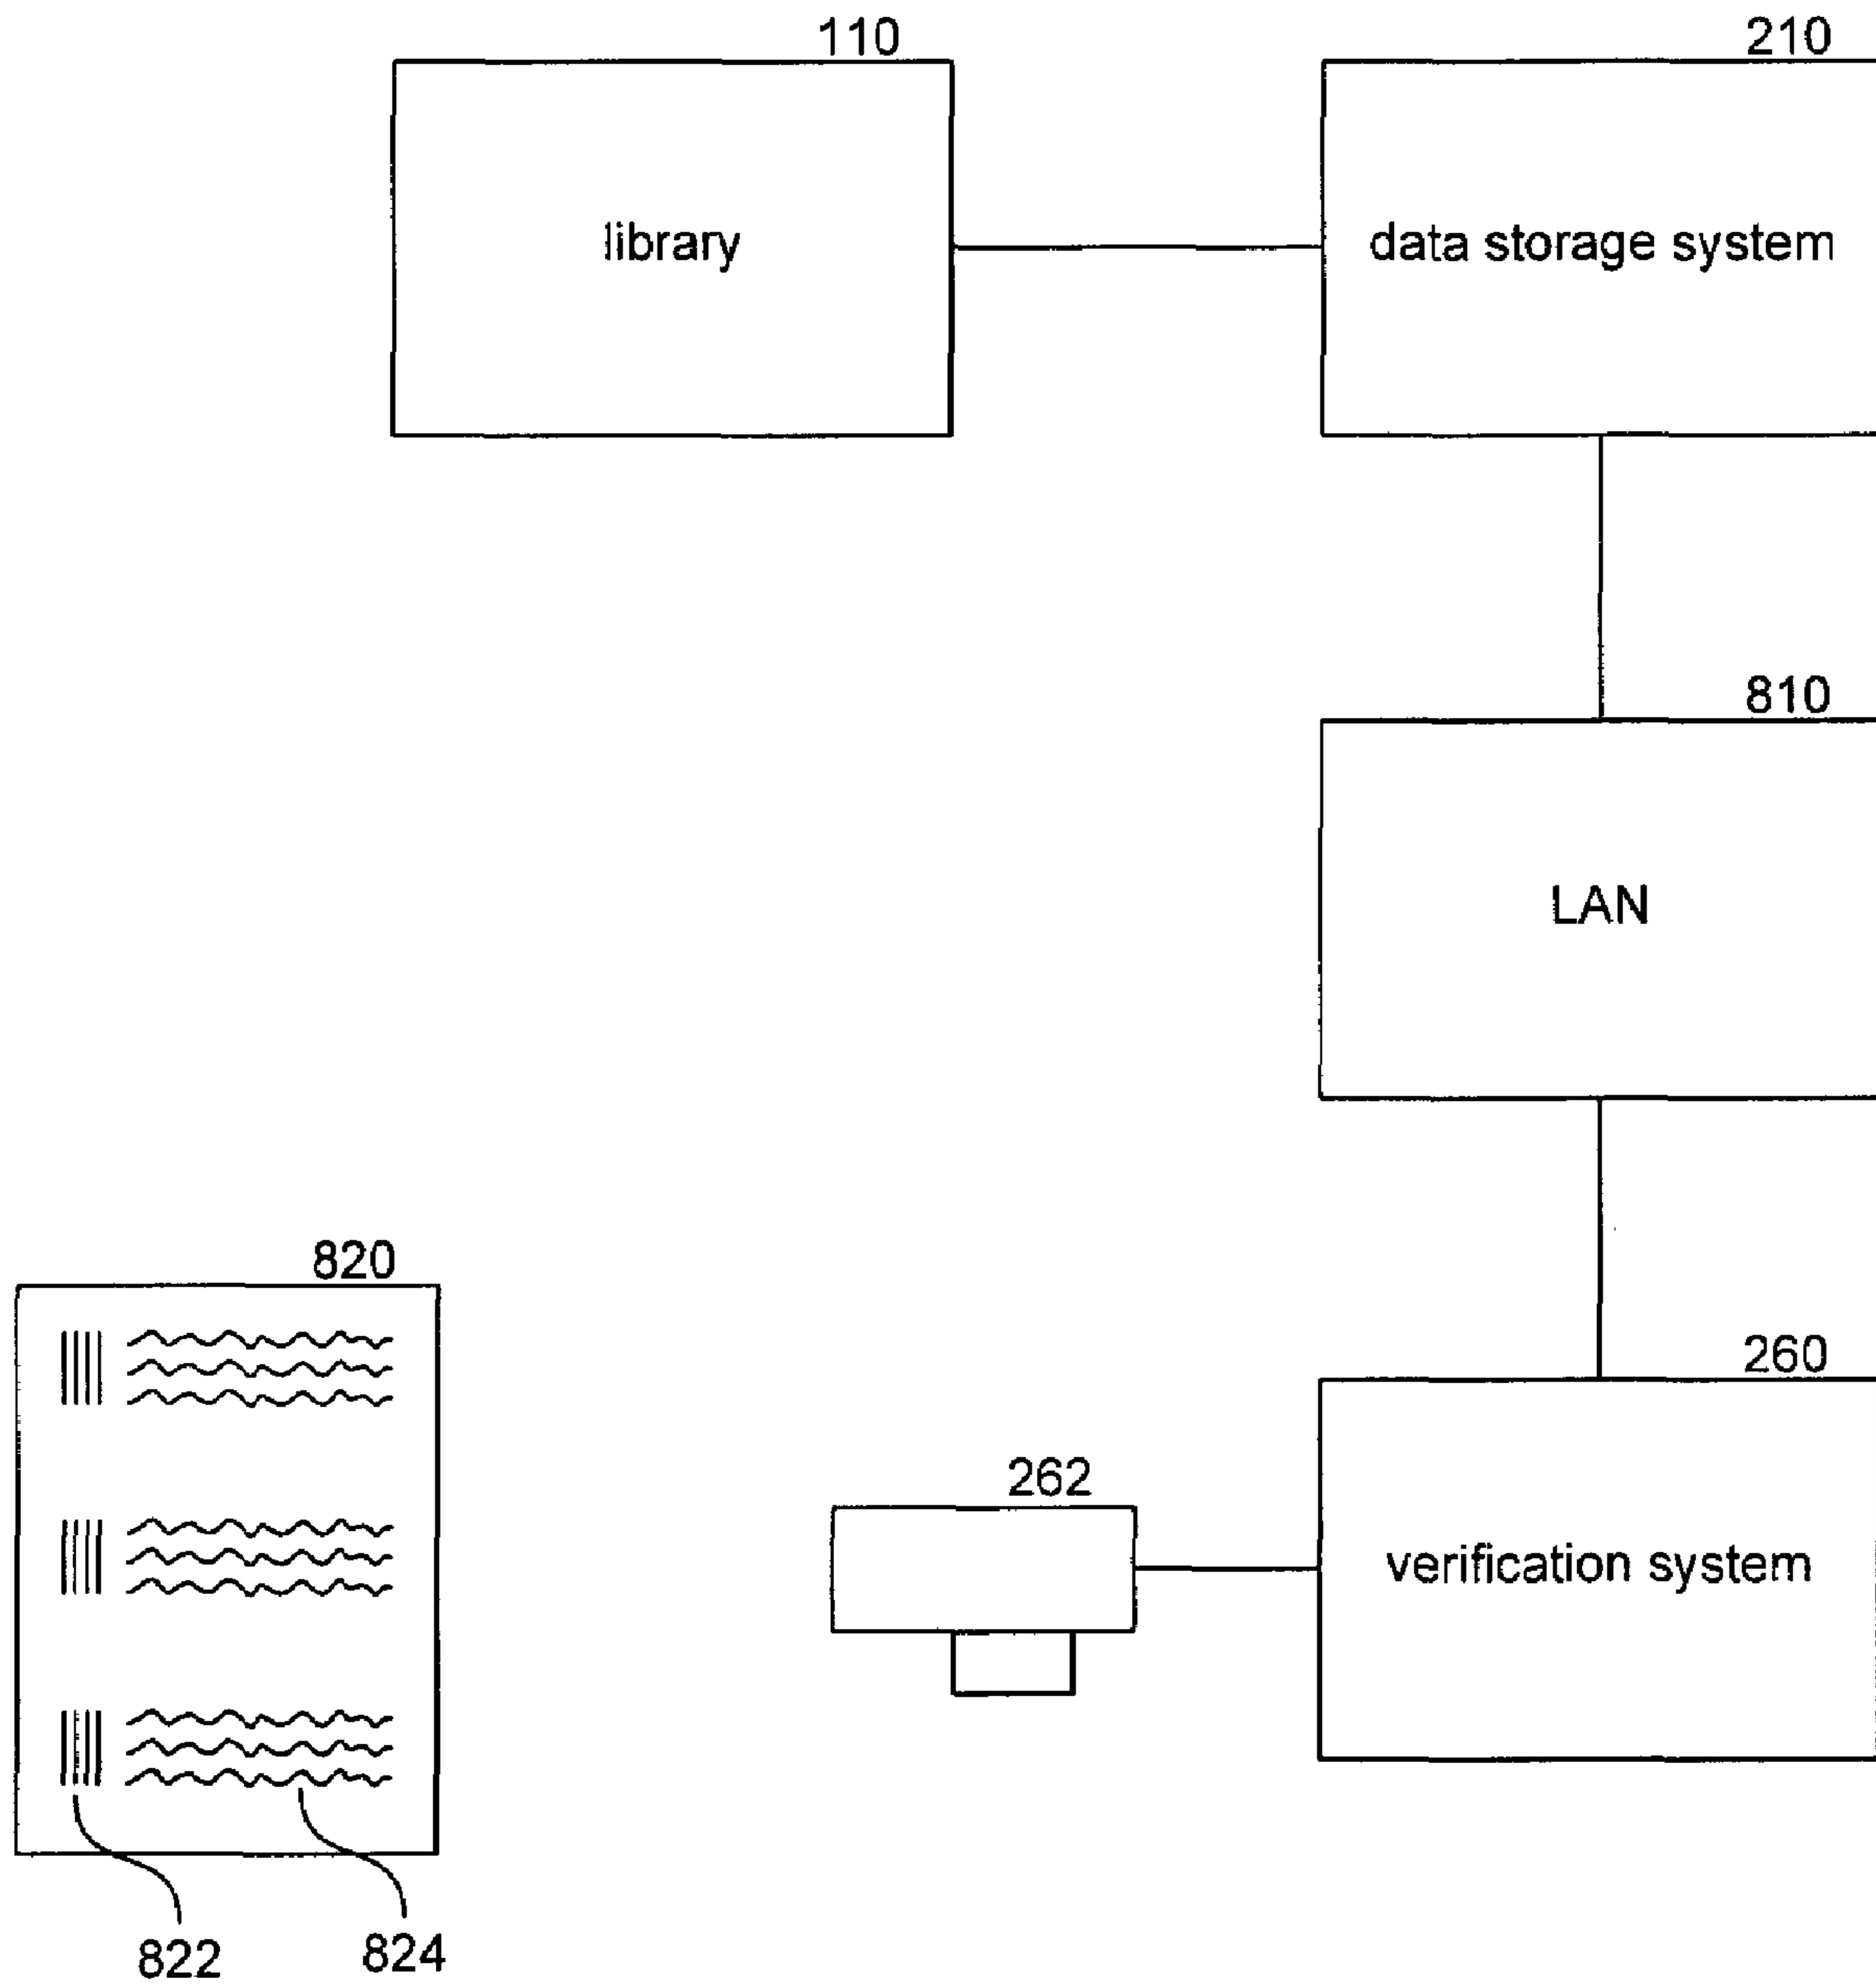 110
210
library
data storage system
810
LAN
820
260
262
verification system
822
824